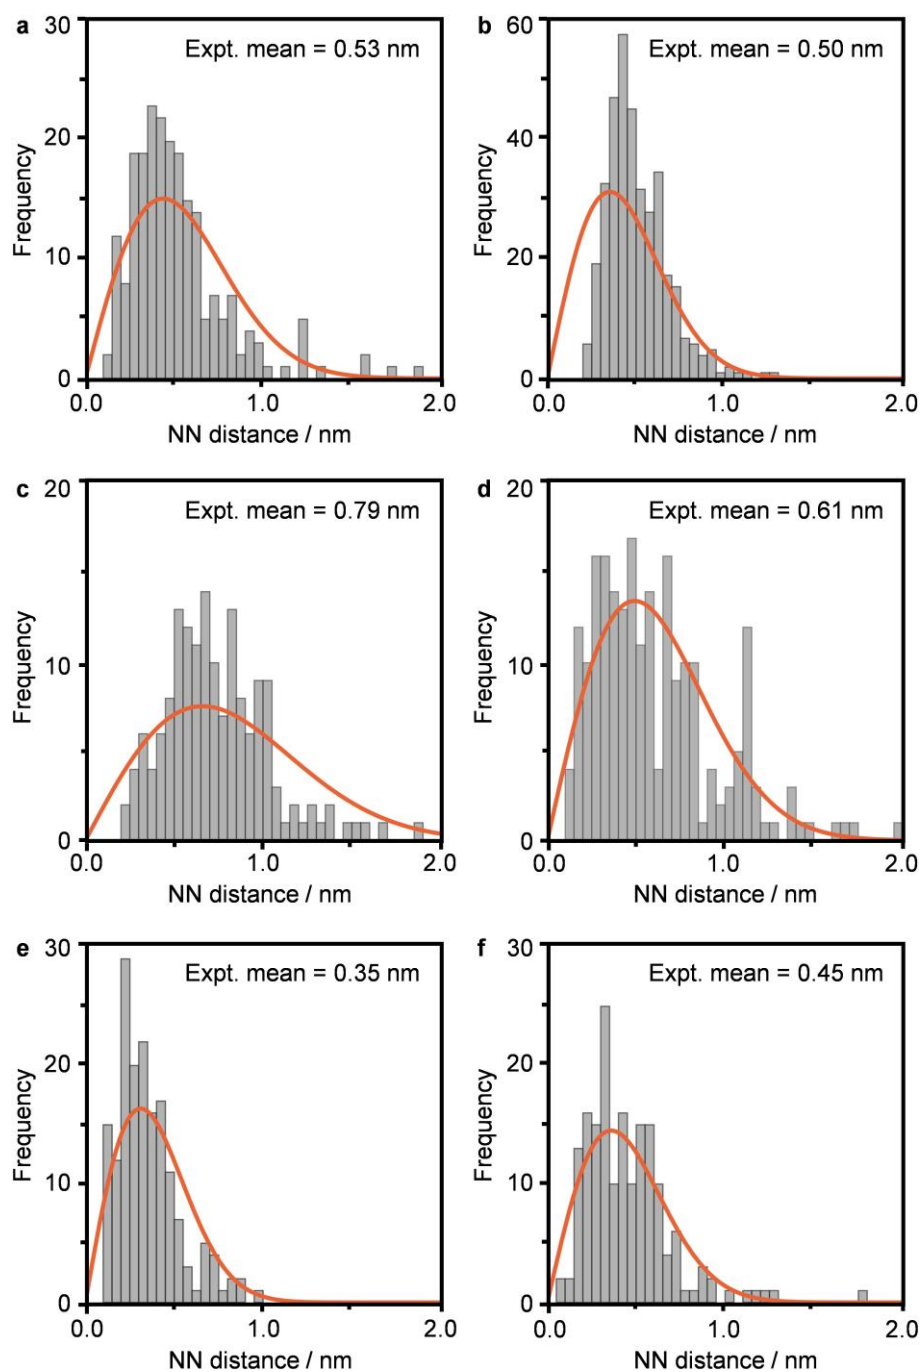 a
Expt. mean = 0.53 nm
30
20
10
0
Frequency
0.0 1.0 2.0
NN distance / nm
b
Expt. mean = 0.50 nm
60
40
20
0
Frequency
0.0 1.0 2.0
NN distance / nm
c
Expt. mean = 0.79 nm
20
10
0
Frequency
0.0 1.0 2.0
NN distance / nm
d
Expt. mean = 0.61 nm
20
10
0
Frequency
0.0 1.0 2.0
NN distance / nm
e
Expt. mean = 0.35 nm
30
20
10
0
Frequency
0.0 1.0 2.0
NN distance / nm
f
Expt. mean = 0.45 nm
30
20
10
0
Frequency
0.0 1.0 2.0
NN distance / nm